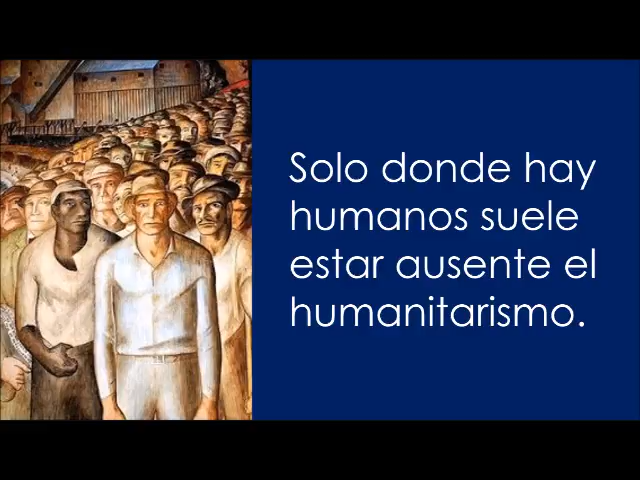 Solo donde hay
humanos suele
estar ausente el
humanitarismo.